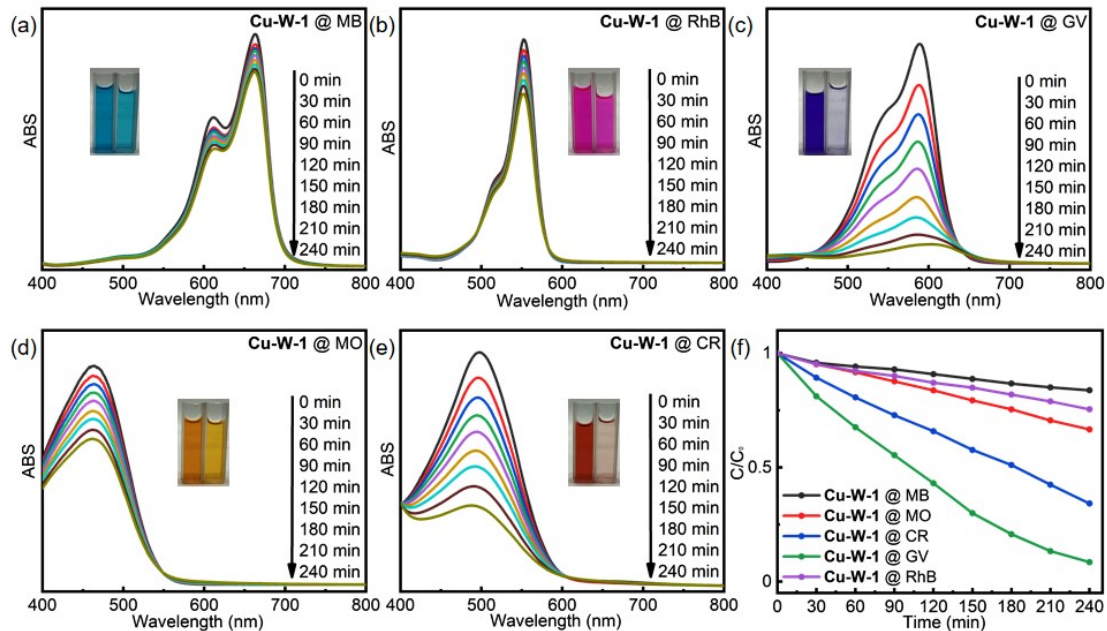 (a)
Cu-W-1 @ MB
0 min
30 min
60 min
90 min
120 min
150 min
180 min
210 min
240 min
ABS
400 500 600 700 800
Wavelength (nm)
(b)
Cu-W-1 @ RhB
0 min
30 min
60 min
90 min
120 min
150 min
180 min
210 min
240 min
ABS
400 500 600 700 800
Wavelength (nm)
(c)
Cu-W-1 @ GV
0 min
30 min
60 min
90 min
120 min
150 min
180 min
210 min
240 min
ABS
400 500 600 700 800
Wavelength (nm)
(d)
Cu-W-1 @ MO
0 min
30 min
60 min
90 min
120 min
150 min
180 min
210 min
240 min
ABS
400 500 600 700 800
Wavelength (nm)
(e)
Cu-W-1 @ CR
0 min
30 min
60 min
90 min
120 min
150 min
180 min
210 min
240 min
ABS
400 500 600 700 800
Wavelength (nm)
(f)
1
0.5
0
C/C₀
Cu-W-1 @ MB
Cu-W-1 @ MO
Cu-W-1 @ CR
Cu-W-1 @ GV
Cu-W-1 @ RhB
0 30 60 90 120 150 180 210 240
Time (min)